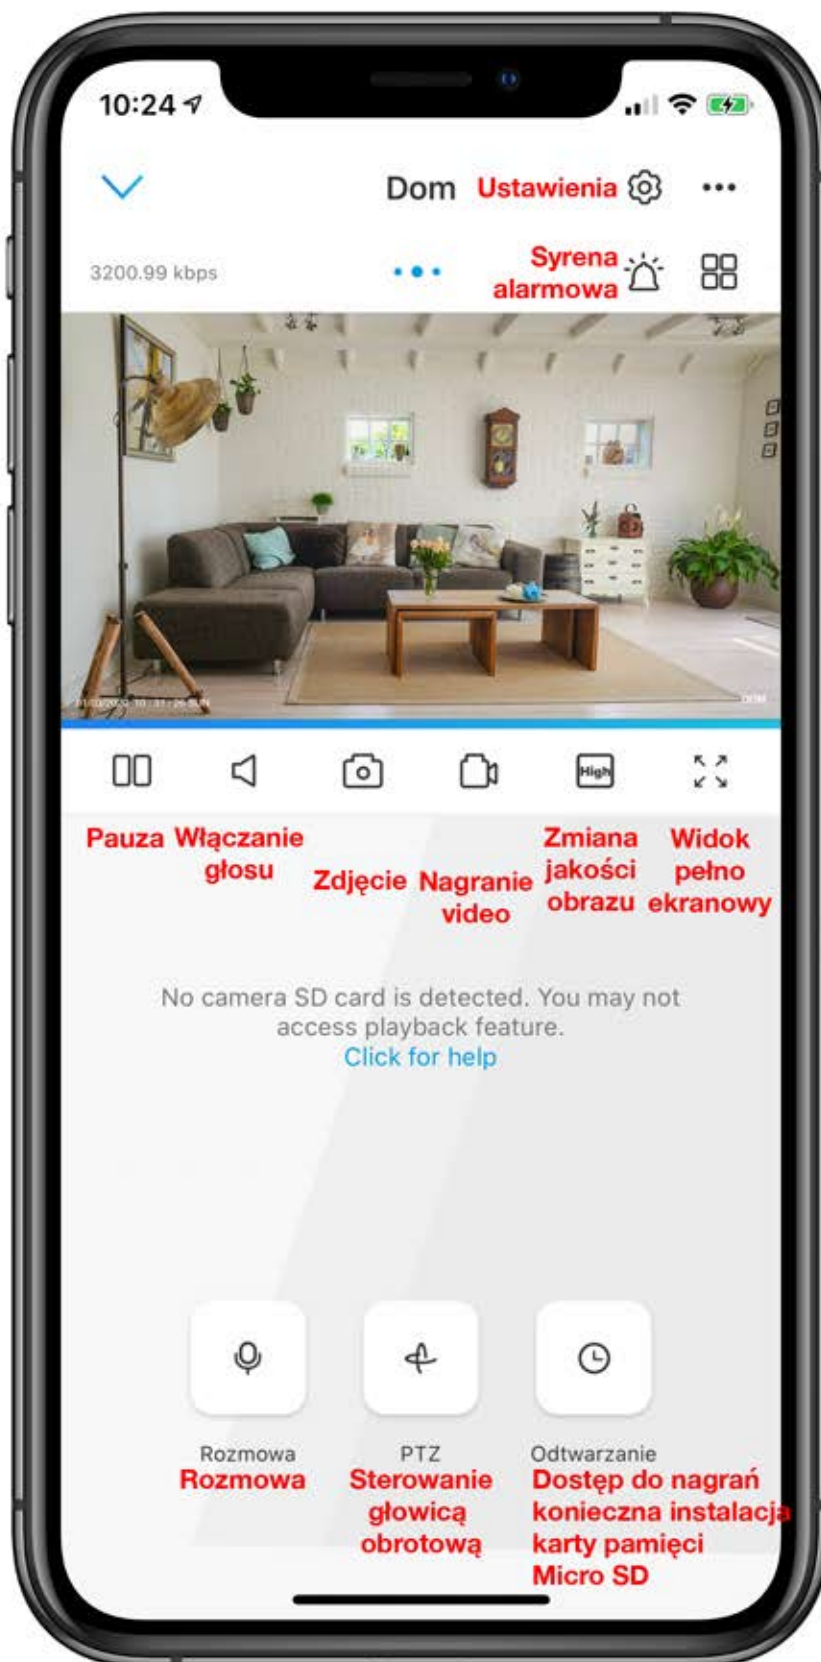 10:24
Dom Ustawienia
3200.99 kbps
Syrena
alarmowa
High
Pauza
Włączanie
głosu
Zdjęcie
Nagranie
video
Zmiana
jakości
obrazu
Widok
pełno
ekranowy
No camera SD card is detected. You may not
access playback feature.
Click for help
Rozmowa
Rozmowa
PTZ
Sterowanie
głowicą
obrotową
Odtwarzanie
Dostęp do nagrań
konieczna instalacja
karty pamięci
Micro SD